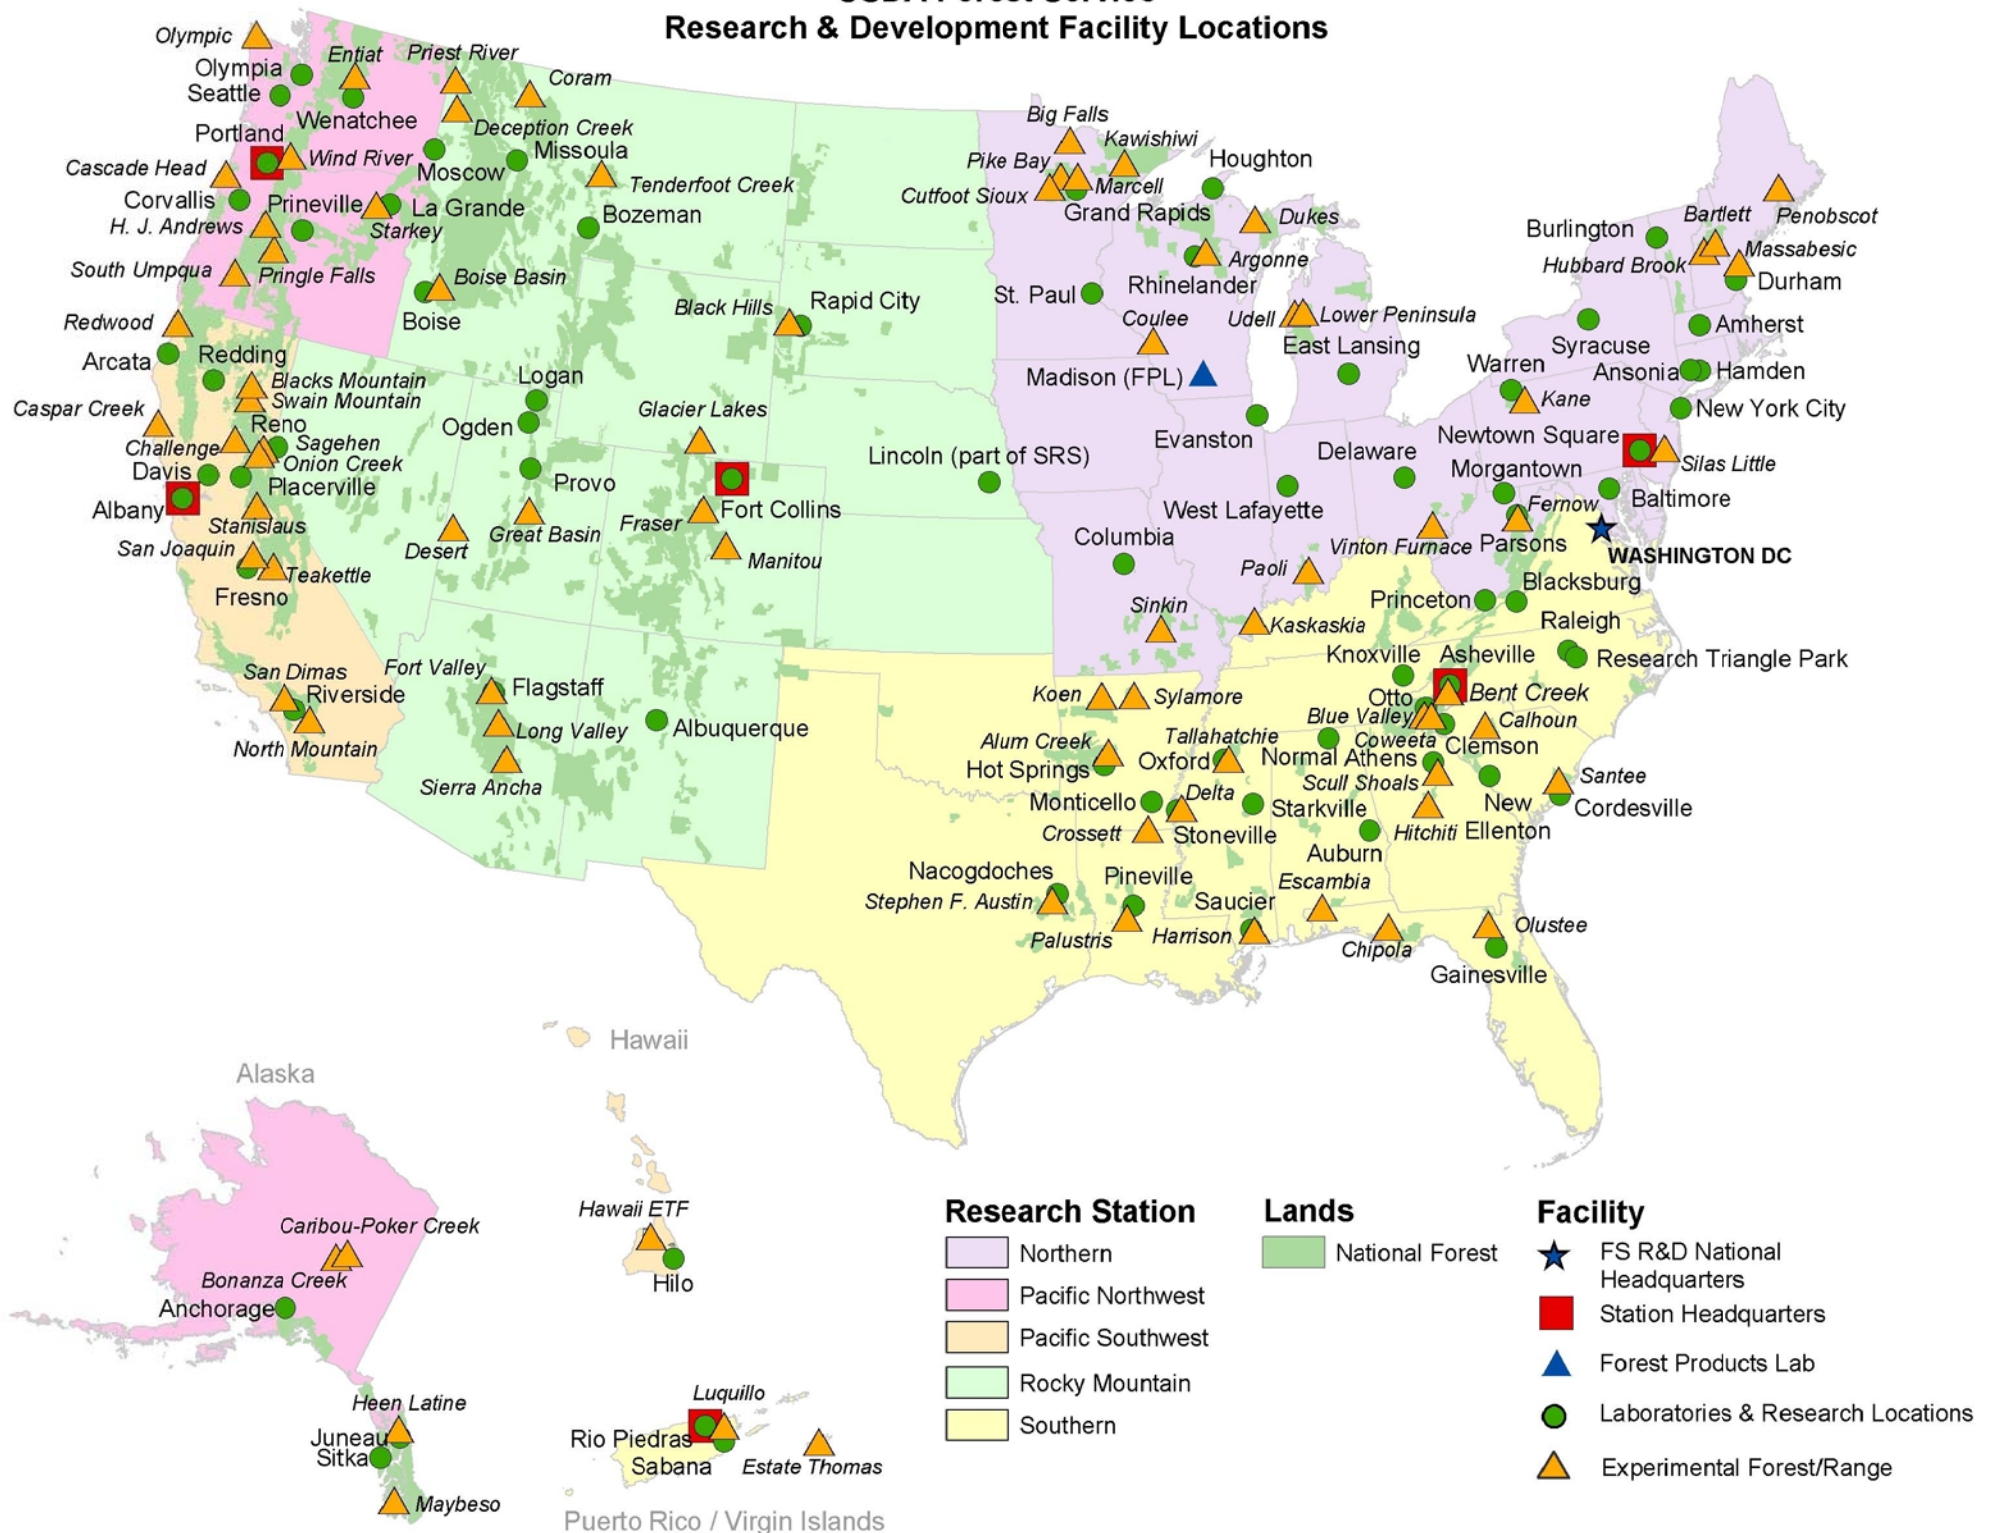 Research & Development Facility Locations
Olympic
Olympia
Seattle
Entiat
Priest River
Coram
Wenatchee
Deception Creek
Portland
Wind River
Moscow
Missoula
Cascade Head
Corvallis
Prineville
La Grande
Tenderfoot Creek
H. J. Andrews
Starkey
Bozeman
South Umpqua
Pringle Falls
Boise Basin
Redwood
Boise
Black Hills
Rapid City
Arcata
Redding
Blacks Mountain
Swain Mountain
Logan
Caspar Creek
Reno
Ogden
Glacier Lakes
Challenge
Sagehen
Onion Creek
Davis
Placerville
Provo
Albany
Stanislaus
Desert
Great Basin
Fraser
Fort Collins
San Joaquin
Teakettle
Manitou
Fresno
San Dimas
Riverside
Fort Valley
Flagstaff
North Mountain
Long Valley
Albuquerque
Sierra Ancha
Lincoln (part of SRS)
Big Falls
Kawishiwi
Pike Bay
Cutfoot Sioux
Marcell
Grand Rapids
Houghton
Dukes
St. Paul
Rhinelander
Argonne
Coulee
Udell
Lower Peninsula
East Lansing
Madison (FPL)
Evanston
Delaware
West Lafayette
Columbia
Vinton Furnace
Paoli
Sinkin
Kaskaskia
Burlington
Bartlett
Penobscot
Hubbard Brook
Massabesic
Durham
Syracuse
Amherst
Warren
Ansonia
Hamden
Kane
New York City
Newtown Square
Silas Little
Morgantown
Fernow
Baltimore
Parsons
WASHINGTON DC
Blacksburg
Princeton
Raleigh
Research Triangle Park
Knoxville
Asheville
Koen
Sylamore
Otto
Bent Creek
Blue Valley
Calhoun
Alum Creek
Tallahatchie
Coweeta
Clemson
Hot Springs
Oxford
Normal
Athens
Scull Shoals
Santee
Monticello
Delta
Starkville
New
Ellenton
Cordesville
Crossett
Stoneville
Hitchiti
Auburn
Nacogdoches
Pineville
Escambia
Stephen F. Austin
Saucier
Palustris
Harrison
Chipola
Olustee
Gainesville
Hawaii
Alaska
Hawaii ETF
Hilo
Caribou-Poker Creek
Bonanza Creek
Anchorage
Heen Latine
Juneau
Sitka
Maybeso
Luquillo
Rio Piedras
Sabana
Estate Thomas
Puerto Rico / Virgin Islands
Research Station
Northern
Pacific Northwest
Pacific Southwest
Rocky Mountain
Southern
Lands
National Forest
Facility
FS R&D National
Headquarters
Station Headquarters
Forest Products Lab
Laboratories & Research Locations
Experimental Forest/Range